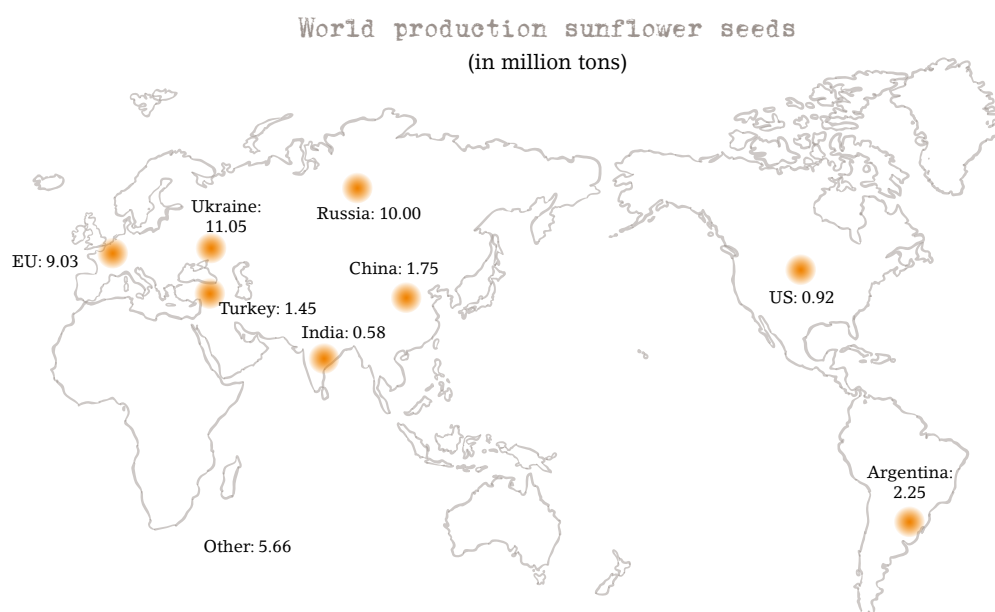 World production sunflower seeds
(in million tons)
Ukraine:
11.05
Russia: 10.00
EU: 9.03
China: 1.75
Turkey: 1.45
India: 0.58
US: 0.92
Argentina:
2.25
Other: 5.66